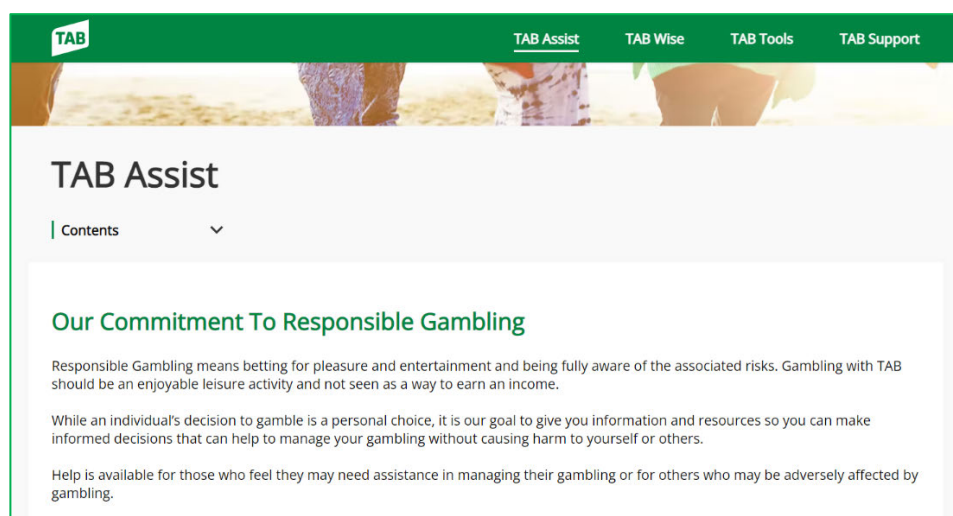 TAB
TAB Assist
TAB Wise
TAB Tools
TAB Support
TAB Assist
Contents
Our Commitment To Responsible Gambling
Responsible Gambling means betting for pleasure and entertainment and being fully aware of the associated risks. Gambling with TAB
should be an enjoyable leisure activity and not seen as a way to earn an income.
While an individual's decision to gamble is a personal choice, it is our goal to give you information and resources so you can make
informed decisions that can help to manage your gambling without causing harm to yourself or others.
Help is available for those who feel they may need assistance in managing their gambling or for others who may be adversely affected by
gambling.